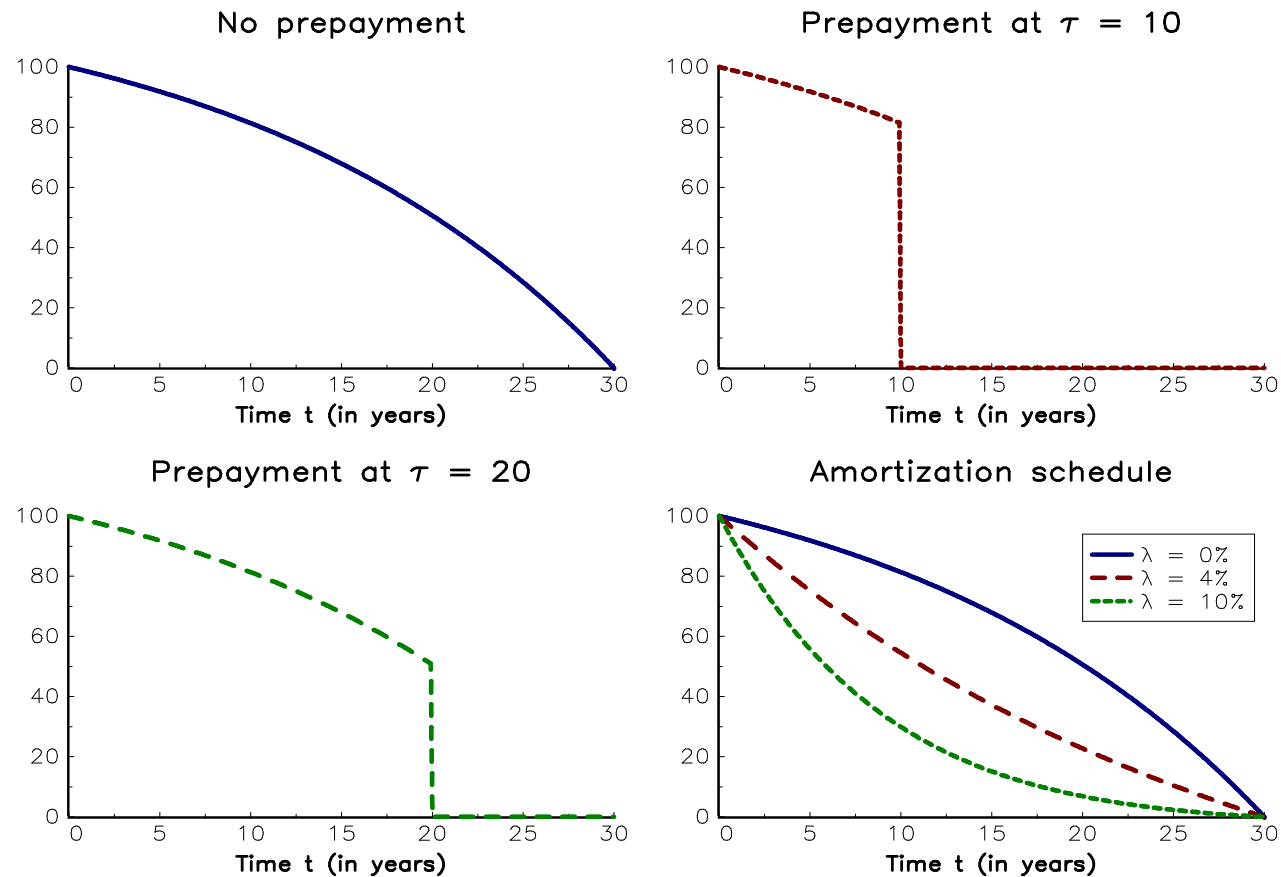 No prepayment
100
80
60
40
20
0
0 5 10 15 20 25 30
Time t (in years)
Prepayment at τ = 10
100
80
60
40
20
0
0 5 10 15 20 25 30
Time t (in years)
Prepayment at τ = 20
100
80
60
40
20
0
0 5 10 15 20 25 30
Time t (in years)
Amortization schedule
100
80
60
40
20
0
λ = 0%
λ = 4%
λ = 10%
0 5 10 15 20 25 30
Time t (in years)